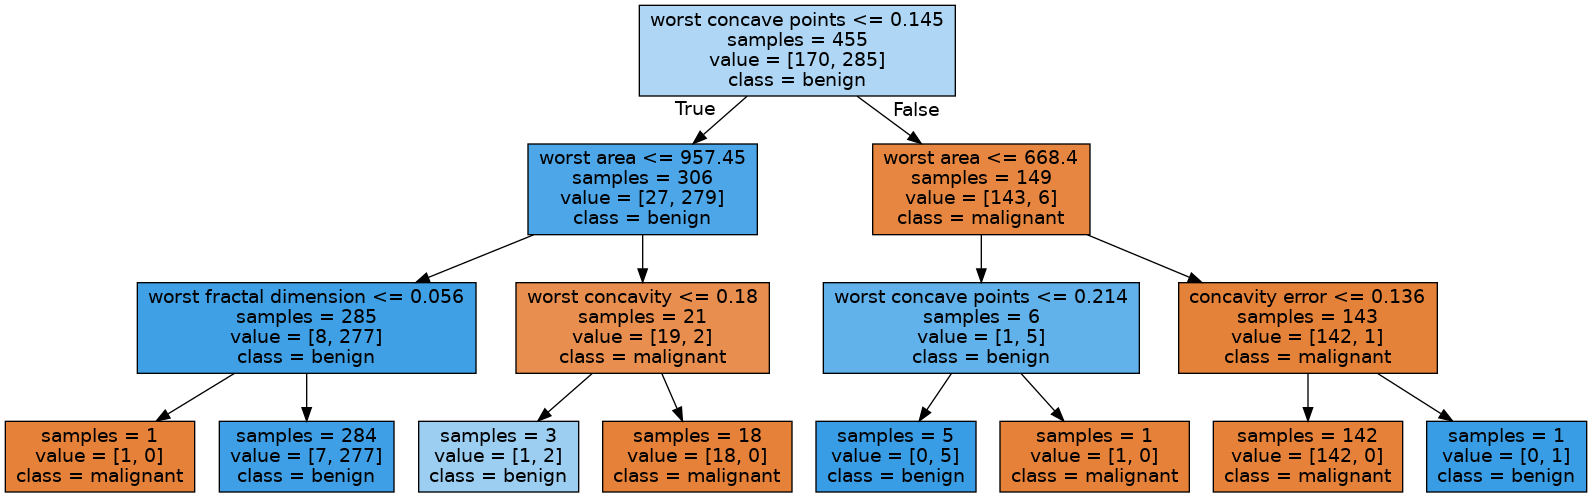 worst concave points <= 0.145
samples = 455
value = [170, 285]
class = benign
True
False
worst area <= 957.45
samples = 306
value = [27, 279]
class = benign
worst area <= 668.4
samples = 149
value = [143, 6]
class = malignant
worst fractal dimension <= 0.056
samples = 285
value = [8, 277]
class = benign
worst concavity <= 0.18
samples = 21
value = [19, 2]
class = malignant
worst concave points <= 0.214
samples = 6
value = [1, 5]
class = benign
concavity error <= 0.136
samples = 143
value = [142, 1]
class = malignant
samples = 1
value = [1, 0]
class = malignant
samples = 284
value = [7, 277]
class = benign
samples = 3
value = [1, 2]
class = benign
samples = 18
value = [18, 0]
class = malignant
samples = 5
value = [0, 5]
class = benign
samples = 1
value = [1, 0]
class = malignant
samples = 142
value = [142, 0]
class = malignant
samples = 1
value = [0, 1]
class = benign